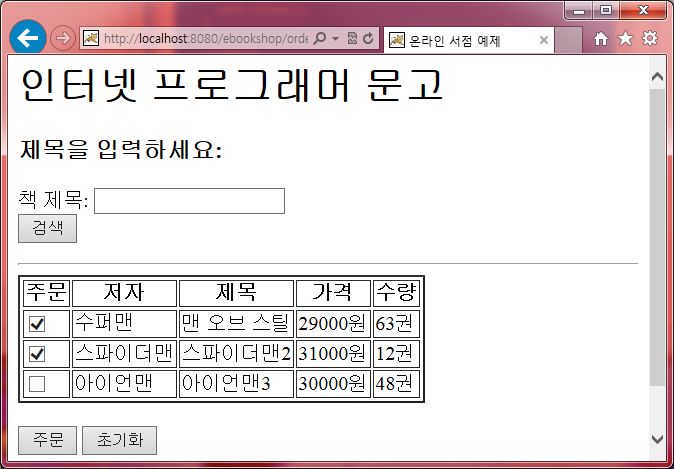 http://localhost:8080/ebookshop/orde
온라인 서점 예제
인터넷 프로그래머 문고
제목을 입력하세요:
책 제목:
검색
주문 저자 제목 가격 수량
수퍼맨 맨 오브 스틸 29000원 63권
스파이더맨 스파이더맨2 31000원 12권
아이언맨 아이언맨3 30000원 48권
주문 초기화